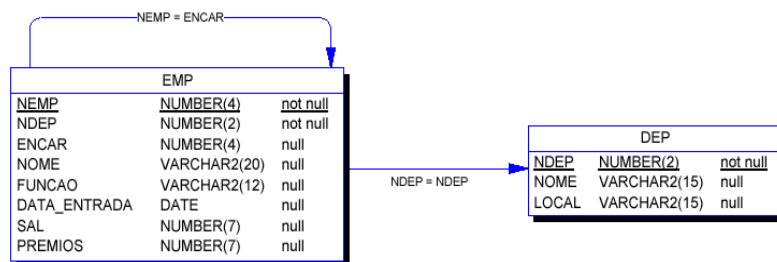 NEMP = ENCAR
EMP
NEMP NUMBER(4) not null
NDEP NUMBER(2) not null
ENCAR NUMBER(4) null
NOME VARCHAR2(20) null
FUNCAO VARCHAR2(12) null
DATA_ENTRADA DATE null
SAL NUMBER(7) null
PREMIOS NUMBER(7) null
NDEP = NDEP
DEP
NDEP NUMBER(2) not null
NOME VARCHAR2(15) null
LOCAL VARCHAR2(15) null